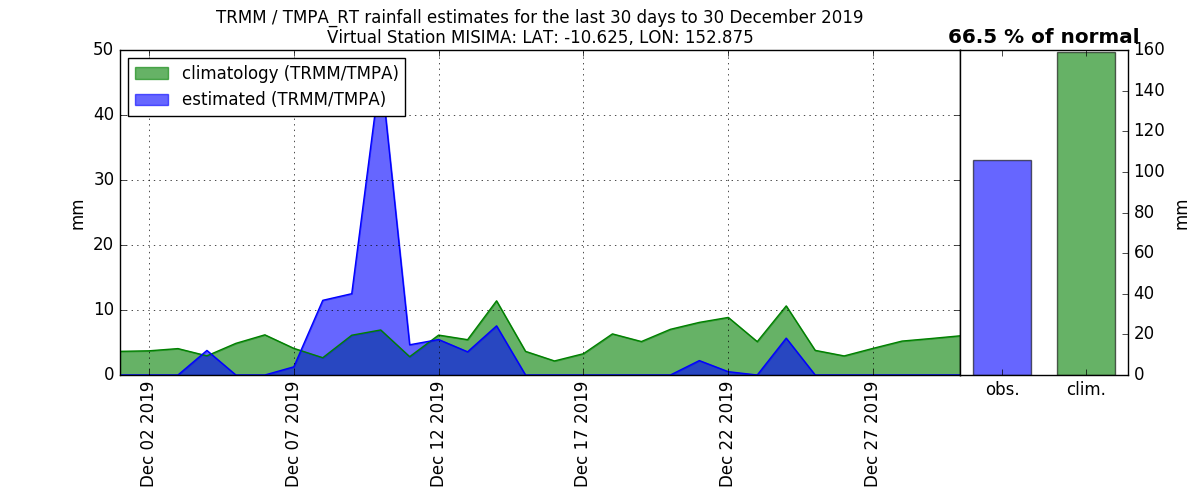 TRMM / TMPA_RT rainfall estimates for the last 30 days to 30 December 2019
Virtual Station MISIMA: LAT: -10.625, LON: 152.875
66.5 % of normal
climatology (TRMM/TMPA)
estimated (TRMM/TMPA)
50
40
30
20
10
0
mm
Dec 02 2019
Dec 07 2019
Dec 12 2019
Dec 17 2019
Dec 22 2019
Dec 27 2019
160
140
120
100
80
60
40
20
0
mm
obs.
clim.